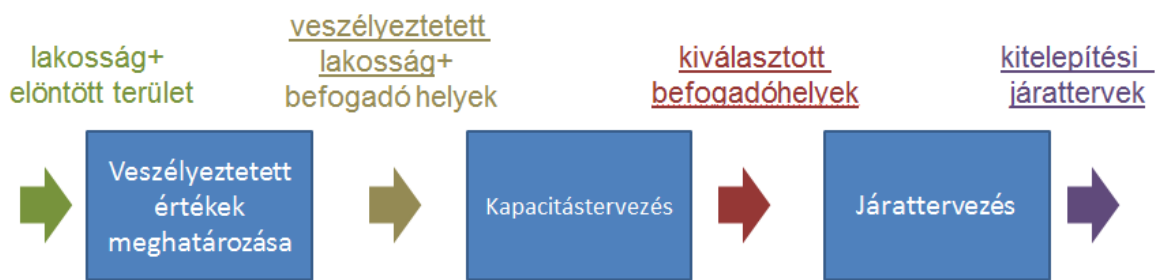 lakosság+
elöntött terület
Veszélyeztetett
értékek
meghatározása
veszélyeztetett
lakosság+
befogadó helyek
Kapacitástervezés
kiválasztott
befogadóhelyek
Járattervezés
kitelepítési
járattervek